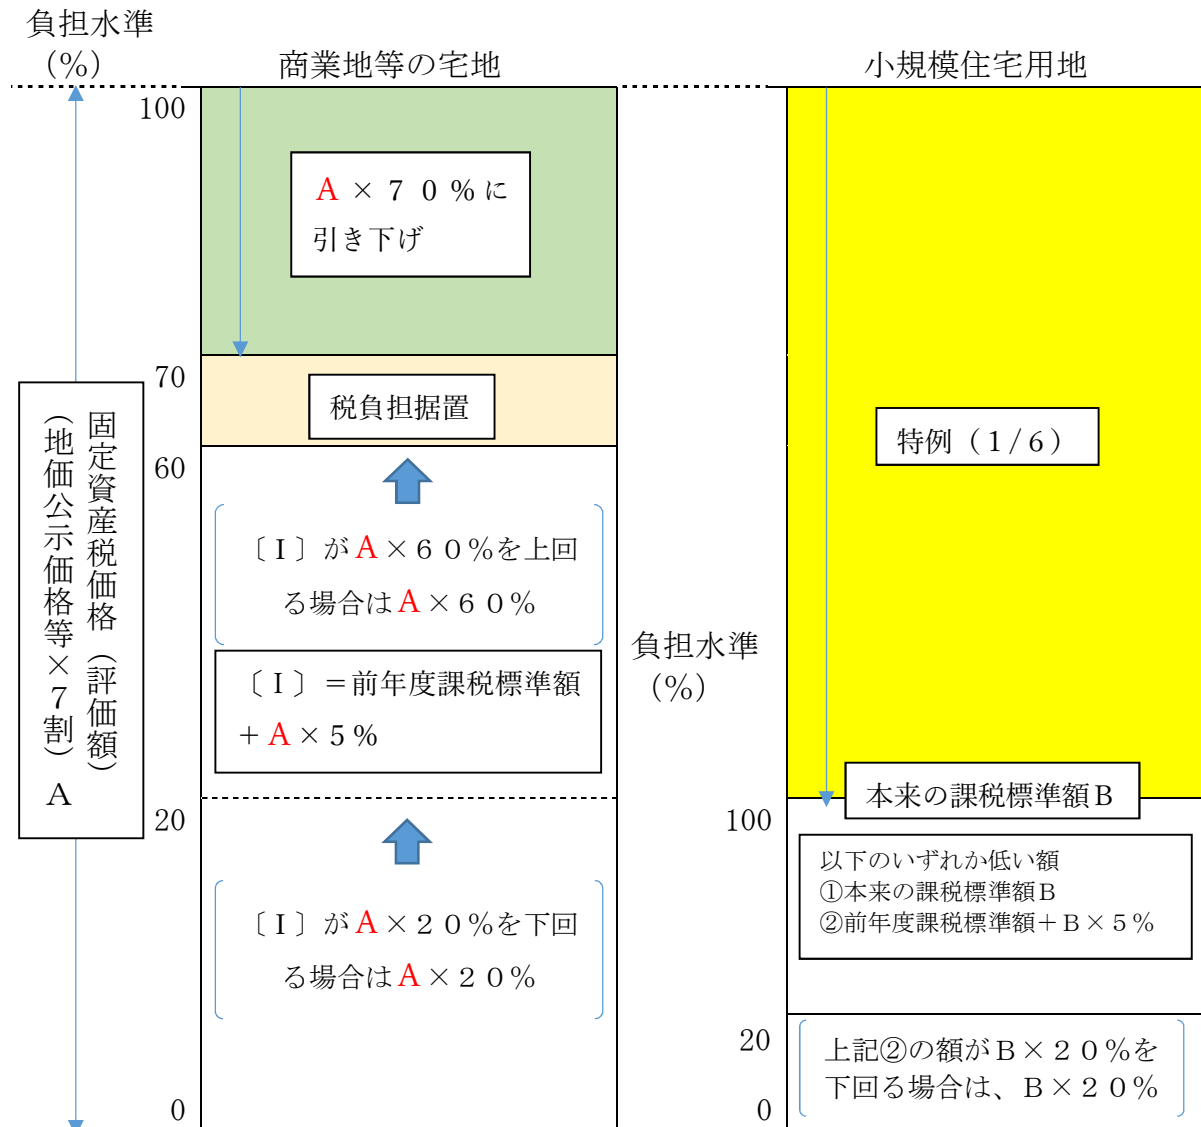 負担水準
（%）
商業地等の宅地
小規模住宅用地
100
A × ７ ０ %に
引き下げ
70
税負担据置
60
〔Ⅰ〕が A ×６０%を上回
る場合は A ×６０%
〔Ⅰ〕＝前年度課税標準額
＋ A × 5 %
20
〔Ⅰ〕が A ×２０%を下回
る場合は A ×２０%
0
固定資産税価格（評価額）
（地価公示価格等×７割）Ａ
特例（１/６）
負担水準
（%）
本来の課税標準額Ｂ
100
以下のいずれか低い額
①本来の課税標準額Ｂ
②前年度課税標準額＋Ｂ×５%
20
上記②の額がＢ×２０%を
下回る場合は、Ｂ×２０%
0